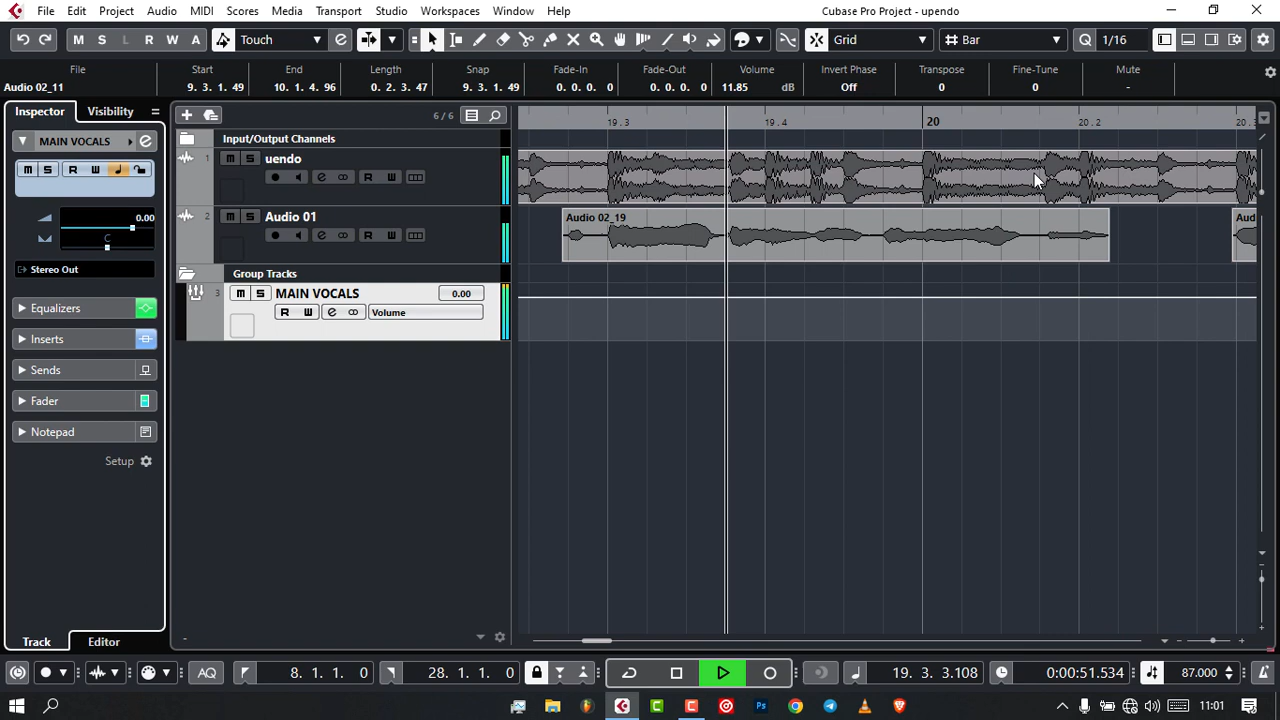 File Edit Project Audio MIDI Scores Media Transport Studio Workspaces Window Help
Cubase Pro Project - upendo
M S L R W A Touch Grid Bar Q 1/16
File Start End Length Snap Fade-In Fade-Out Volume Invert Phase Transpose Fine-Tune Mute
Audio 02_11 9. 3. 1. 49 10. 1. 4. 96 0. 2. 3. 47 9. 3. 1. 49 0. 0. 0. 0 0. 0. 0. 0 11.85 dB Off 0 0 -
Inspector Visibility
6 / 6
19.3 19.4 20 20.2 20.3
MAIN VOCALS
Input/Output Channels
1 M S uendo
M S R W
R W
0.00
2 M S Audio 01
Audio 02_19
Aud
C
R W
Stereo Out
Group Tracks
3 M S MAIN VOCALS 0.00
R W Volume
Equalizers
Inserts
Sends
Fader
Notepad
Setup
Track Editor
-
AQ
8. 1. 1. 0
28. 1. 1. 0
19. 3. 3.108
0:00:51.534
87.000
11:01